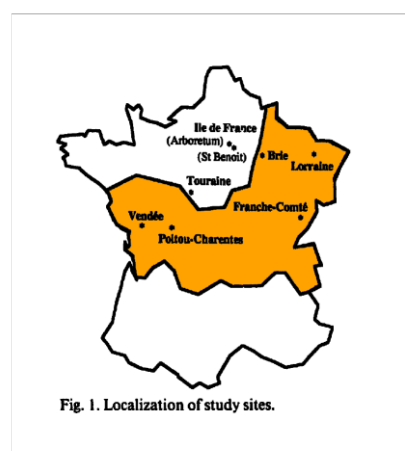 Ile de France
(Arboretum)
(St Benoit)
Brie
Lorraine
Touraine
Franche-Comté
Vendée
Poitou-Charentes
Fig. 1. Localization of study sites.